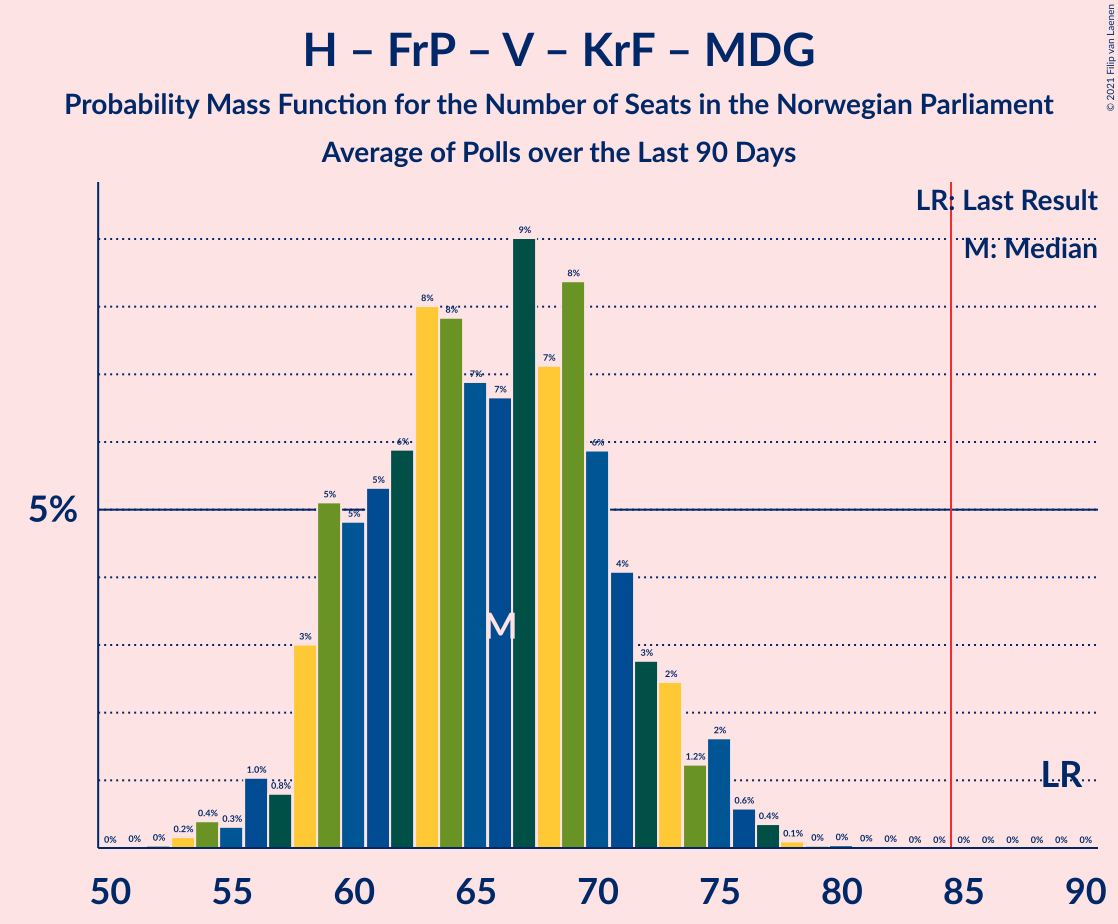 H – FrP – V – KrF – MDG
Probability Mass Function for the Number of Seats in the Norwegian Parliament
Average of Polls over the Last 90 Days
© 2021 Filip van Laenen
LR: Last Result
M: Median
5%
0% 0% 0% 0.2% 0.4% 0.3% 1.0% 0.8% 3% 5% 5% 5% 6% 8% 8% 7% 7% 9% 7% 8% 6% 4% 3% 2% 1.2% 2% 0.6% 0.4% 0.1% 0% 0% 0% 0% 0% 0% 0% 0% 0% 0% 0% 0%
M
LR
50 55 60 65 70 75 80 85 90